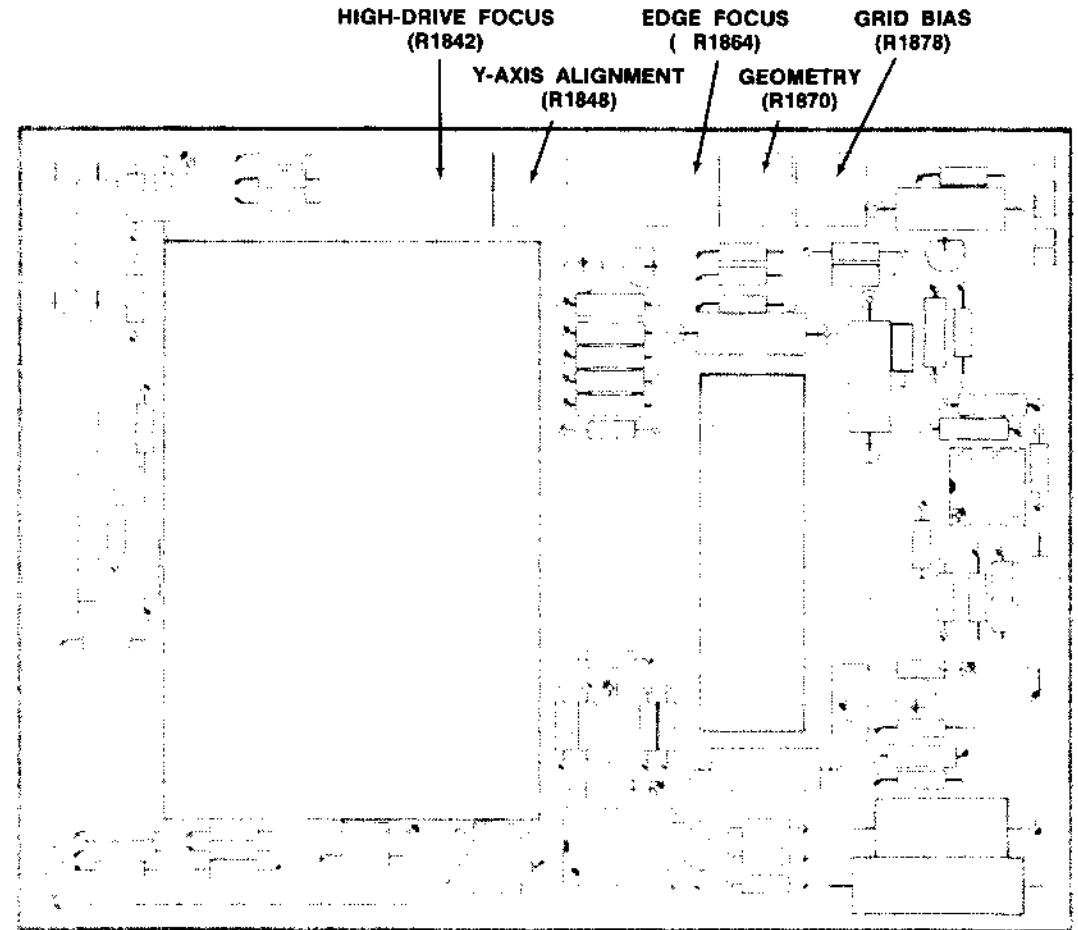 HIGH-DRIVE FOCUS
(R1842)
EDGE FOCUS
( R1864)
GRID BIAS
(R1878)
Y-AXIS ALIGNMENT
(R1848)
GEOMETRY
(R1870)